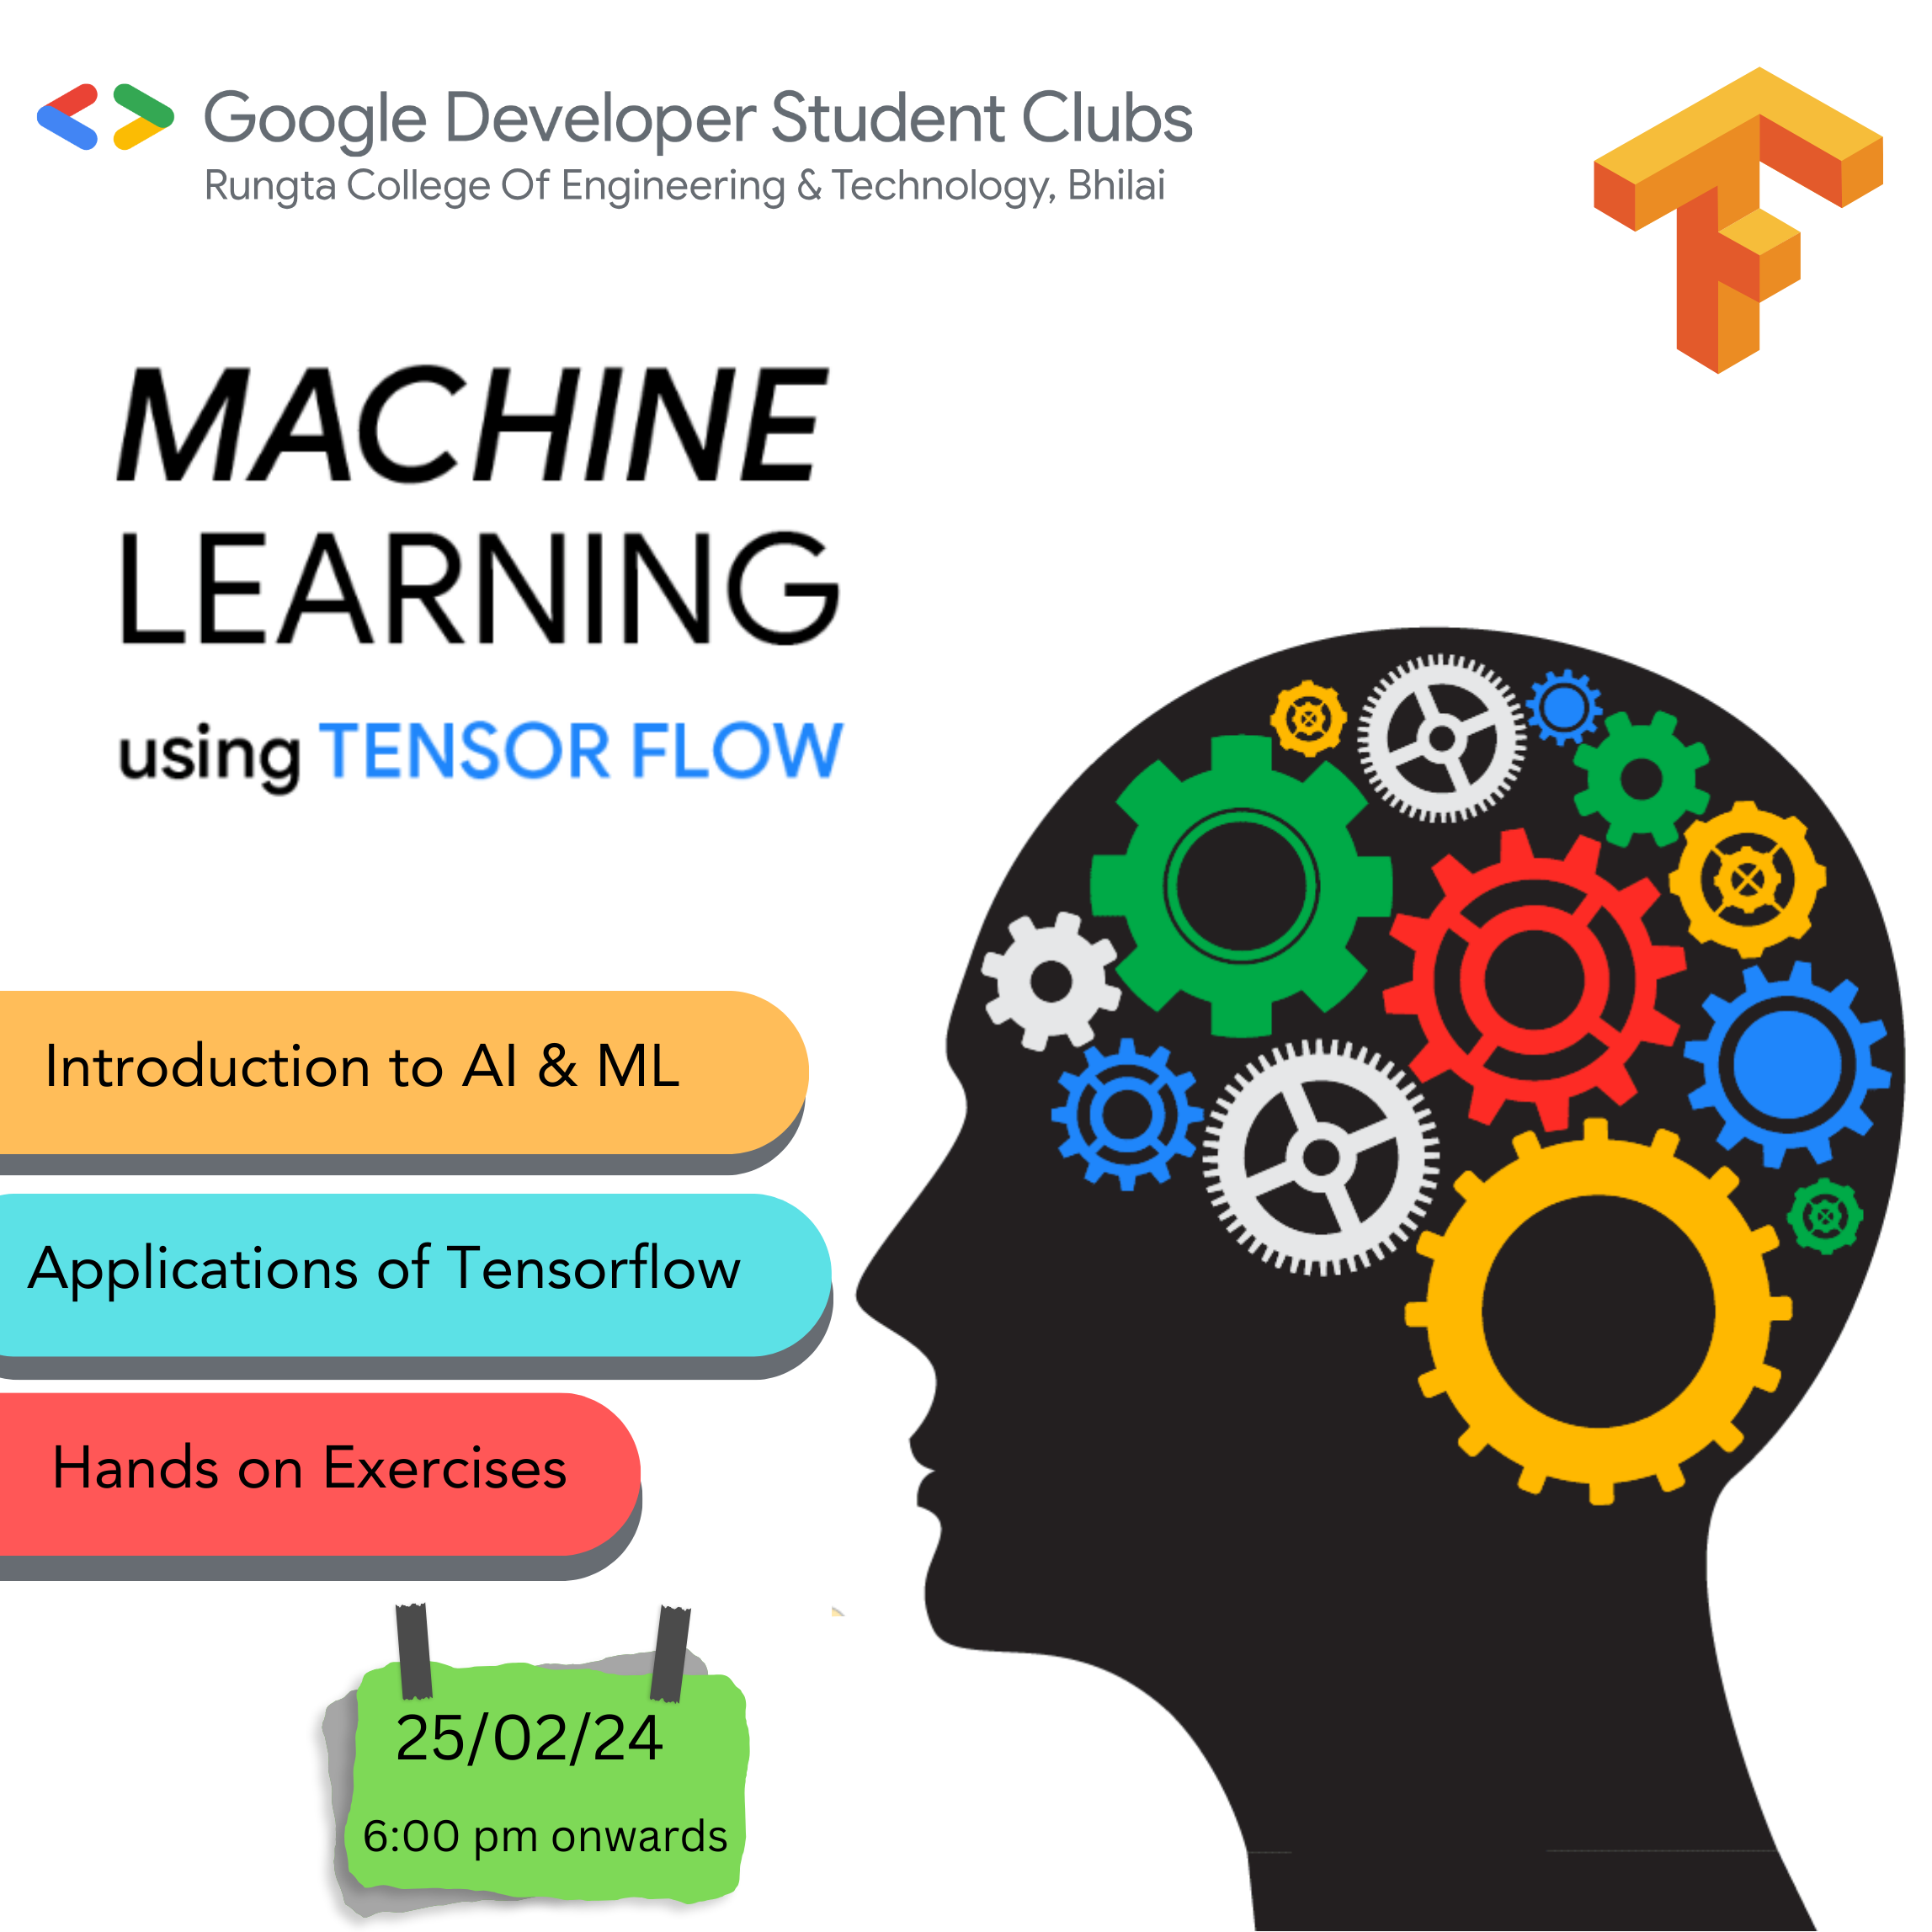 Google Developer Student Clubs
Rungta College Of Engineering & Technology, Bhilai
MACHINE
LEARNING
using TENSOR FLOW
Introduction to AI & ML
Applications of Tensorflow
Hands on Exercises
25/02/24
6:00 pm onwards